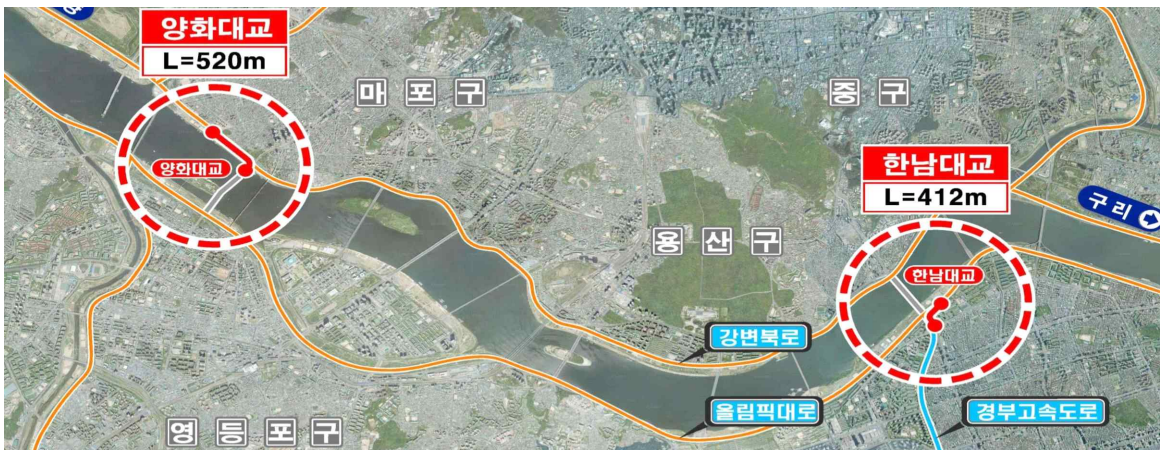 양화대교
L=520m
마포구
중구
양화대교
한남대교
L=412m
구리
용산구
한남대교
강변북로
올림픽대로
경부고속도로
영등포구